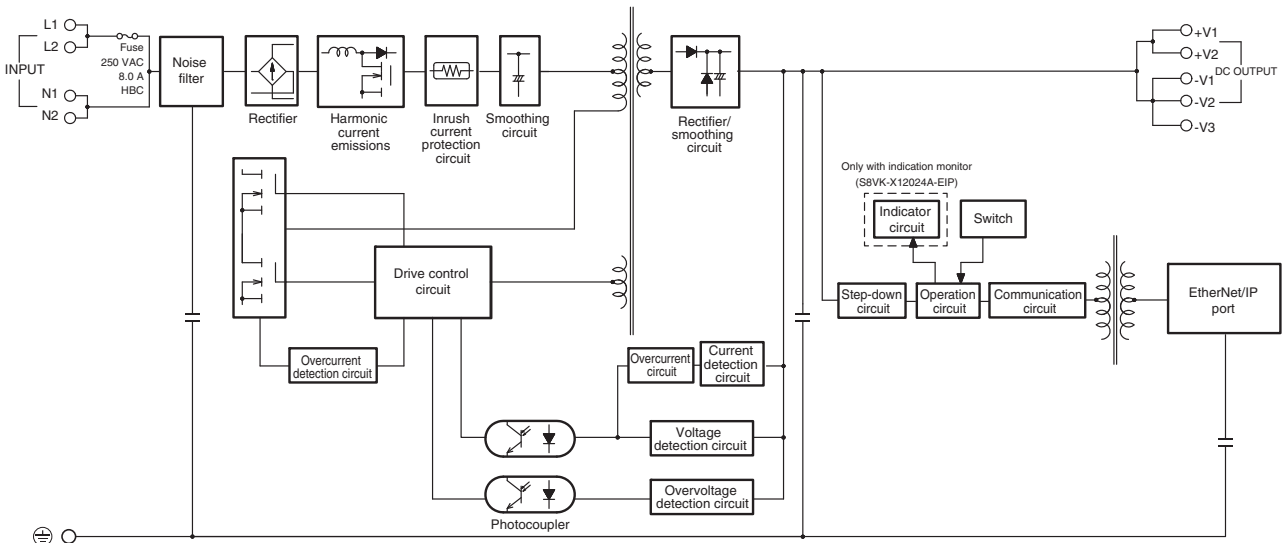 L1
L2
INPUT
N1
N2
Fuse
250 VAC
8.0 A
HBC
Noise
filter
Rectifier
Harmonic
current
emissions
Inrush
current
protection
circuit
Smoothing
circuit
Rectifier/
smoothing
circuit
+V1
+V2
DC OUTPUT
-V1
-V2
-V3
Only with indication monitor
(S8VK-X12024A-EIP)
Indicator
circuit
Switch
Drive control
circuit
Step-down
circuit
Operation
circuit
Communication
circuit
EtherNet/IP
port
Overcurrent
detection circuit
Overcurrent
circuit
Current
detection
circuit
Voltage
detection circuit
Overvoltage
detection circuit
Photocoupler